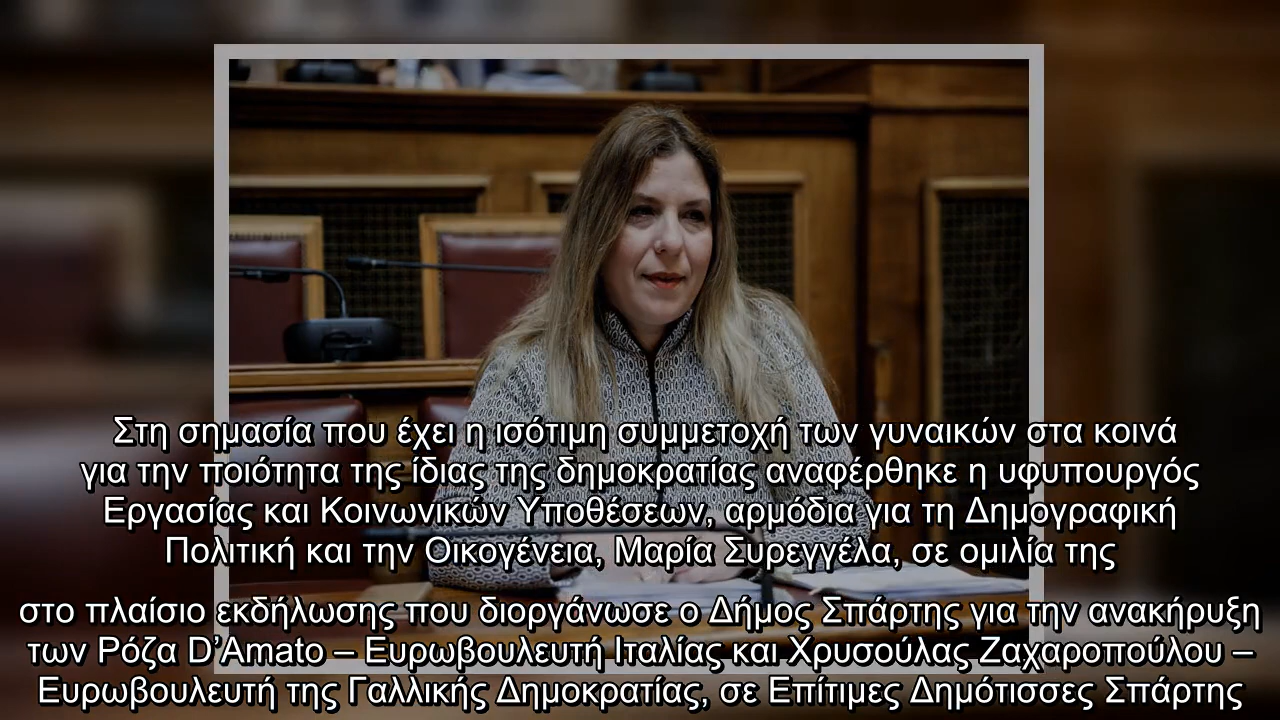 Στη σημασία που έχει η ισότιμη συμμετοχή των γυναικών στα κοινά
για την ποιότητα της ίδιας της δημοκρατίας αναφέρθηκε η υφυπουργός
Εργασίας και Κοινωνικών Υποθέσεων, αρμόδια για τη Δημογραφική
Πολιτική και την Οικογένεια, Μαρία Συρεγγέλα, σε ομιλία της
στο πλαίσιο εκδήλωσης που διοργάνωσε ο Δήμος Σπάρτης για την ανακήρυξη
των Ρόζα D’Amato – Ευρωβουλευτή Ιταλίας και Χρυσούλας Ζαχαροπούλου –
Ευρωβουλευτή της Γαλλικής Δημοκρατίας, σε Επίτιμες Δημότισσες Σπάρτης